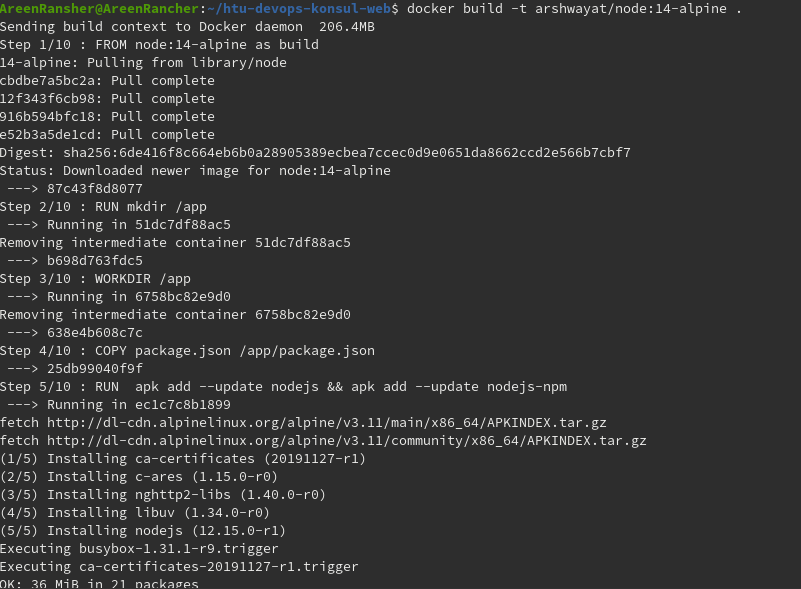 AreenRansher@AreenRancher:~/htu-devops-konsul-web$ docker build -t arshwayat/node:14-alpine .
Sending build context to Docker daemon  206.4MB
Step 1/10 : FROM node:14-alpine as build
14-alpine: Pulling from library/node
cbdbe7a5bc2a: Pull complete
12f343f6cb98: Pull complete
916b594bfc18: Pull complete
e52b3a5de1cd: Pull complete
Digest: sha256:6de416f8c664eb6b0a28905389ecbea7ccec0d9e0651da8662ccd2e566b7cbf7
Status: Downloaded newer image for node:14-alpine
 ---> 87c43f8d8077
Step 2/10 : RUN mkdir /app
 ---> Running in 51dc7df88ac5
Removing intermediate container 51dc7df88ac5
 ---> b698d763fdc5
Step 3/10 : WORKDIR /app
 ---> Running in 6758bc82e9d0
Removing intermediate container 6758bc82e9d0
 ---> 638e4b608c7c
Step 4/10 : COPY package.json /app/package.json
 ---> 25db99040f9f
Step 5/10 : RUN  apk add --update nodejs && apk add --update nodejs-npm
 ---> Running in ec1c7c8b1899
fetch http://dl-cdn.alpinelinux.org/alpine/v3.11/main/x86_64/APKINDEX.tar.gz
fetch http://dl-cdn.alpinelinux.org/alpine/v3.11/community/x86_64/APKINDEX.tar.gz
(1/5) Installing ca-certificates (20191127-r1)
(2/5) Installing c-ares (1.15.0-r0)
(3/5) Installing nghttp2-libs (1.40.0-r0)
(4/5) Installing libuv (1.34.0-r0)
(5/5) Installing nodejs (12.15.0-r1)
Executing busybox-1.31.1-r9.trigger
Executing ca-certificates-20191127-r1.trigger
OK: 36 MiB in 21 packages